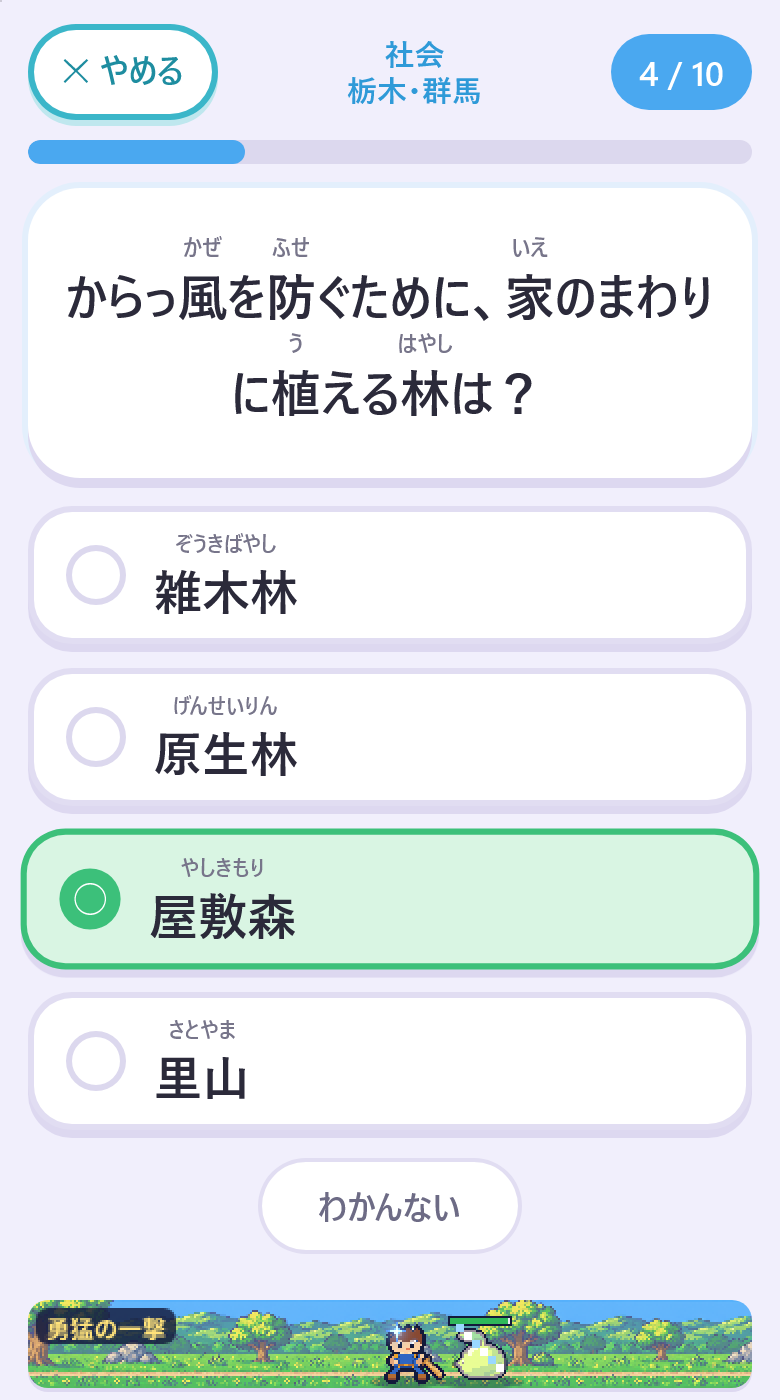 × やめる
社会
栃木・群馬
4 / 10
かぜ ふせ いえ
からっ風を防ぐために、家のまわり
う はやし
に植える林は？
ぞうきばやし
雑木林
げんせいりん
原生林
やしきもり
屋敷森
さとやま
里山
わかんない
勇猛の一撃